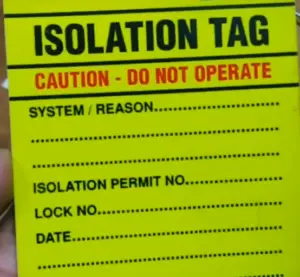 ISOLATION TAG
CAUTION - DO NOT OPERATE
SYSTEM / REASON
ISOLATION PERMIT NO.
LOCK NO.
DATE